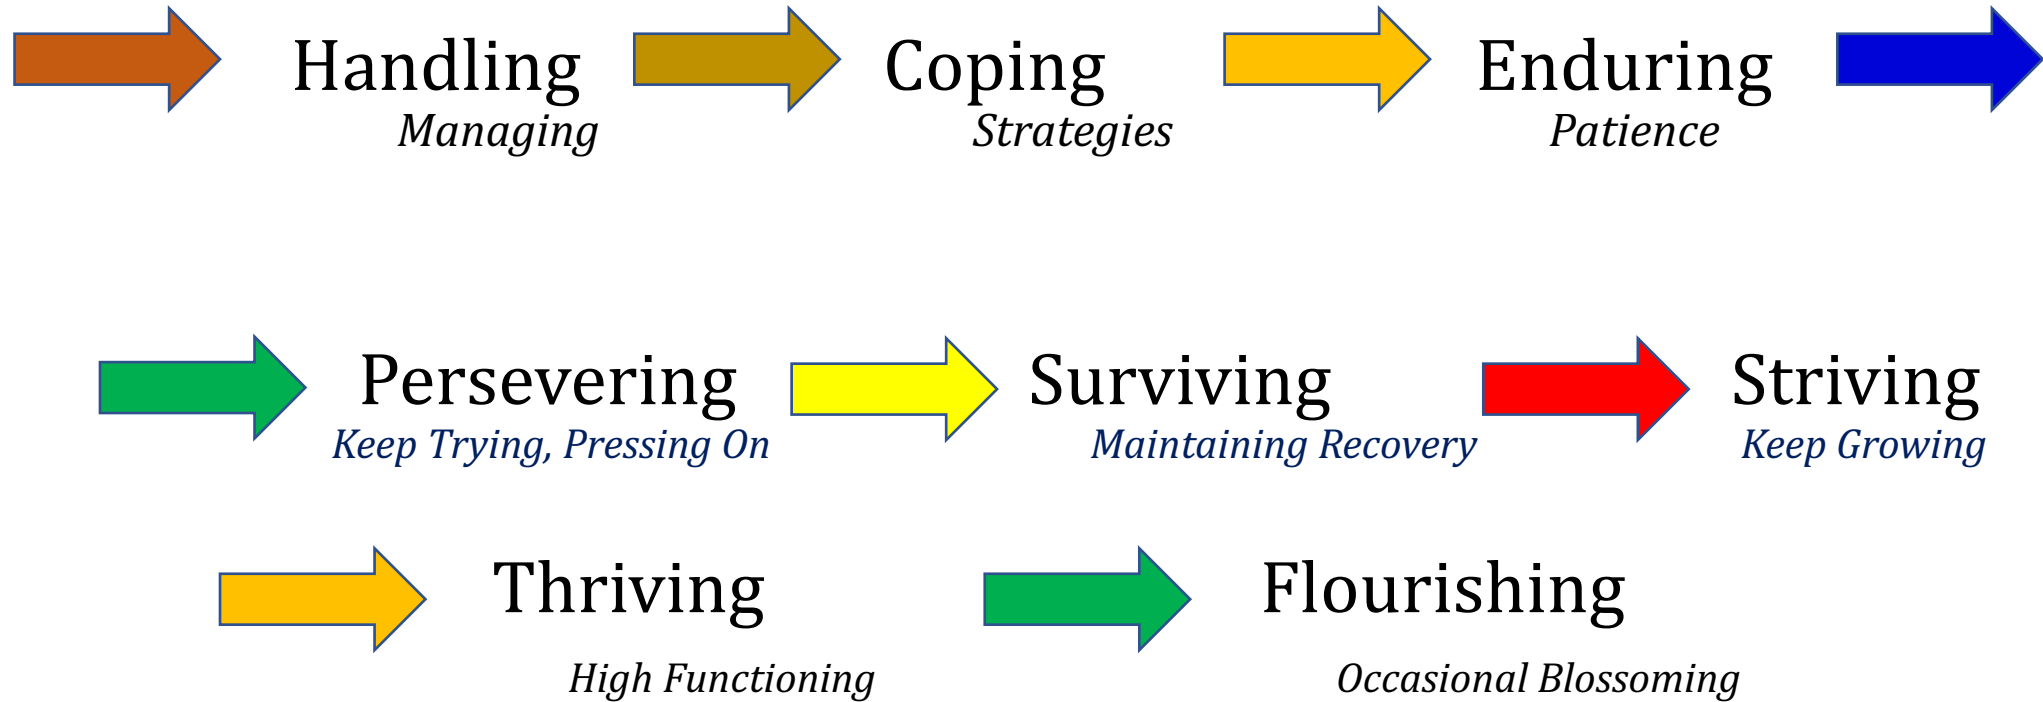 Handling Coping Enduring
Managing Strategies Patience
Persevering Surviving Striving
Keep Trying, Pressing On Maintaining Recovery Keep Growing
Thriving Flourishing
High Functioning Occasional Blossoming